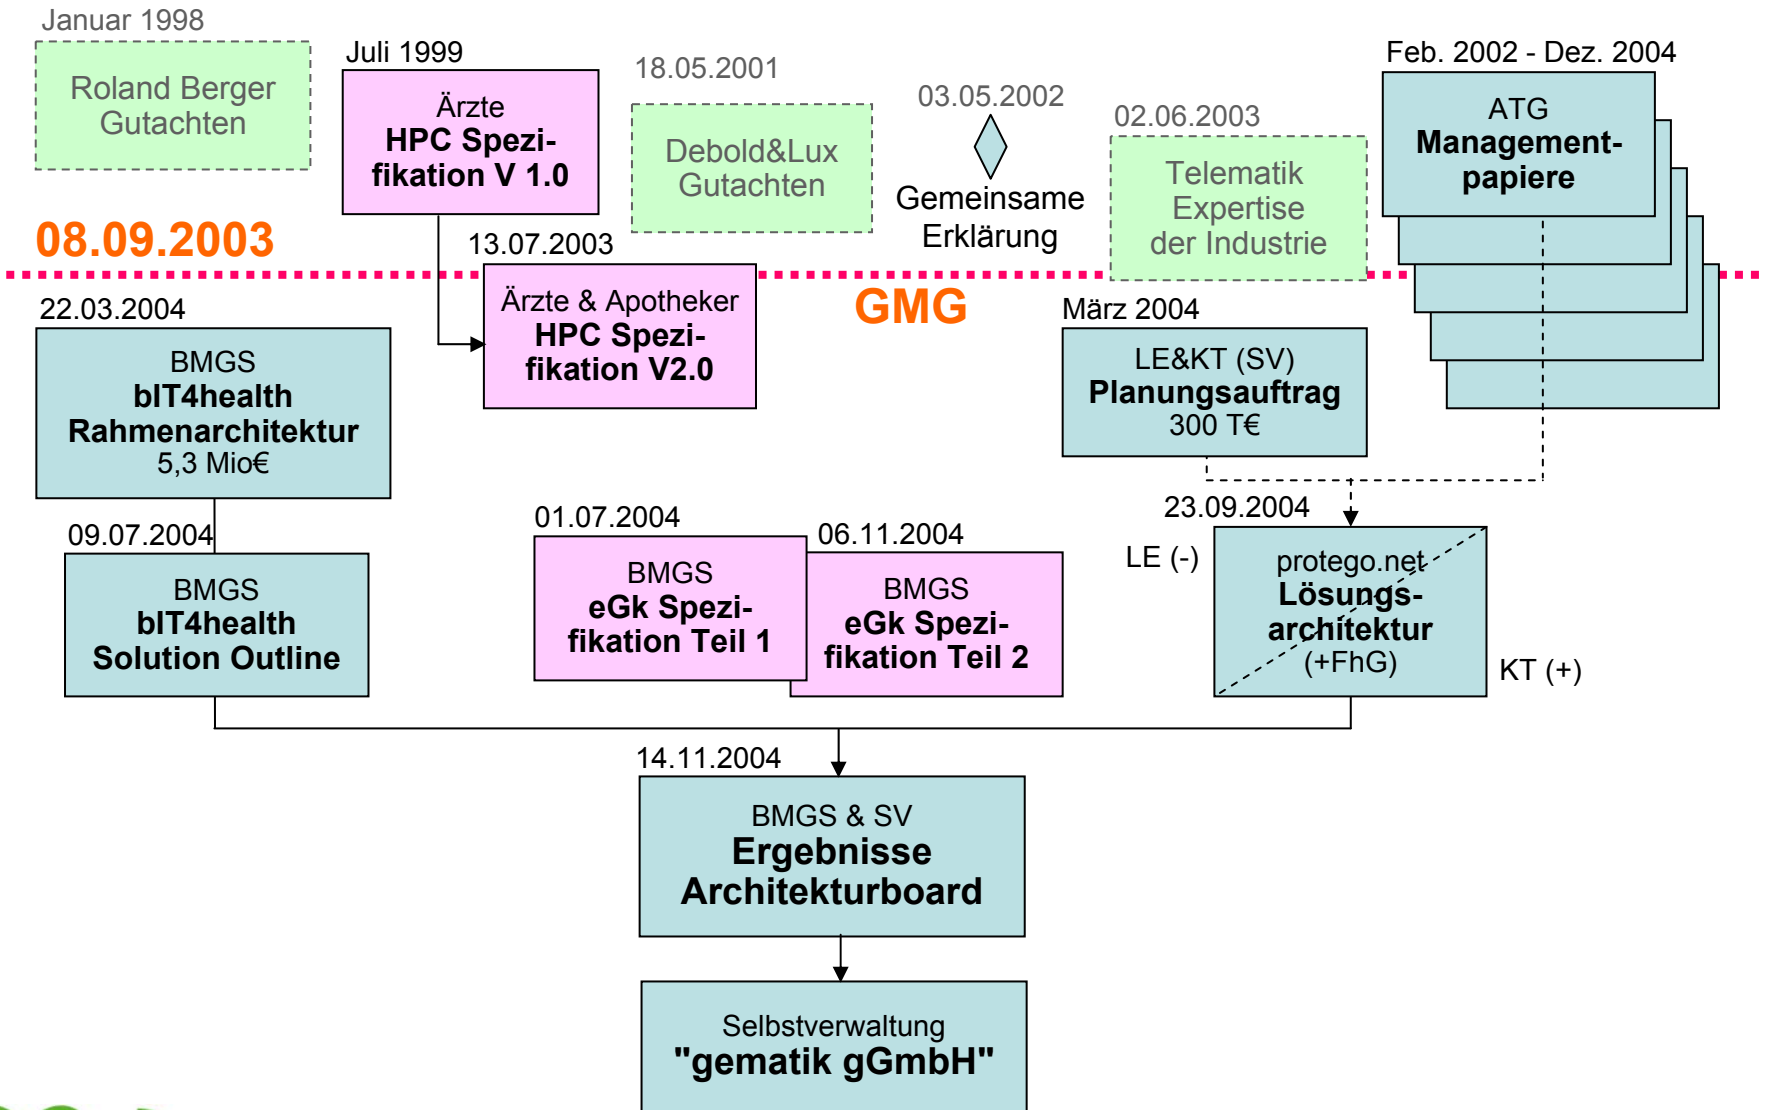 Januar 1998
Roland Berger
Gutachten
Juli 1999
Ärzte
HPC Spezi-
fikation V 1.0
18.05.2001
Debold&Lux
Gutachten
03.05.2002
Gemeinsame
Erklärung
02.06.2003
Telematik
Expertise
der Industrie
Feb. 2002 - Dez. 2004
ATG
Management-
papiere
08.09.2003
GMG
13.07.2003
Ärzte & Apotheker
HPC Spezi-
fikation V2.0
22.03.2004
BMGS
bIT4health
Rahmenarchitektur
5,3 Mio€
März 2004
LE&KT (SV)
Planungsauftrag
300 T€
09.07.2004
BMGS
bIT4health
Solution Outline
01.07.2004
BMGS
eGk Spezi-
fikation Teil 1
06.11.2004
BMGS
eGk Spezi-
fikation Teil 2
23.09.2004
LE (-)
protego.net
Lösungs-
architektur
(+FhG)
KT (+)
14.11.2004
BMGS & SV
Ergebnisse
Architekturboard
Selbstverwaltung
"gematik gGmbH"